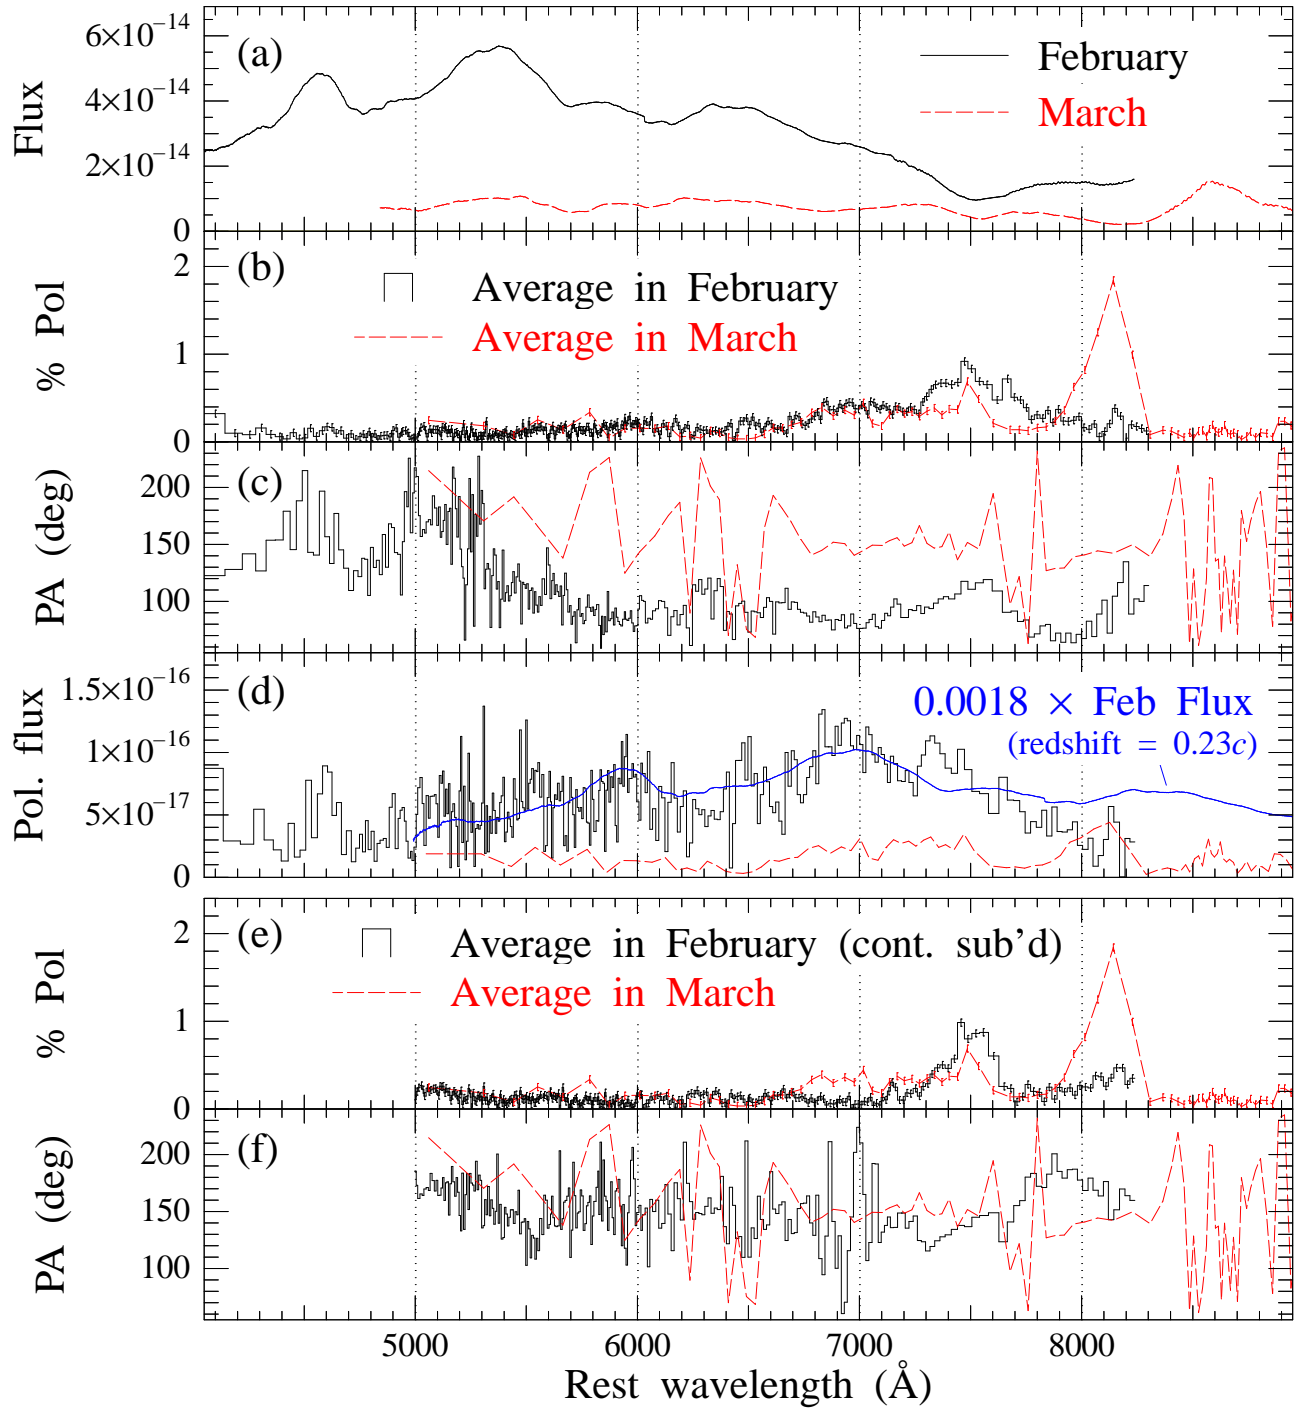 Flux
6×10⁻¹⁴
4×10⁻¹⁴
2×10⁻¹⁴
0
(a)
February
March
% Pol
2
1
0
(b)
Average in February
Average in March
PA (deg)
200
150
100
(c)
Pol. flux
1.5×10⁻¹⁶
1×10⁻¹⁶
5×10⁻¹⁷
0
(d)
0.0018 × Feb Flux
(redshift = 0.23c)
% Pol
2
1
0
(e)
Average in February (cont. sub'd)
Average in March
PA (deg)
200
150
100
(f)
5000 6000 7000 8000
Rest wavelength (Å)